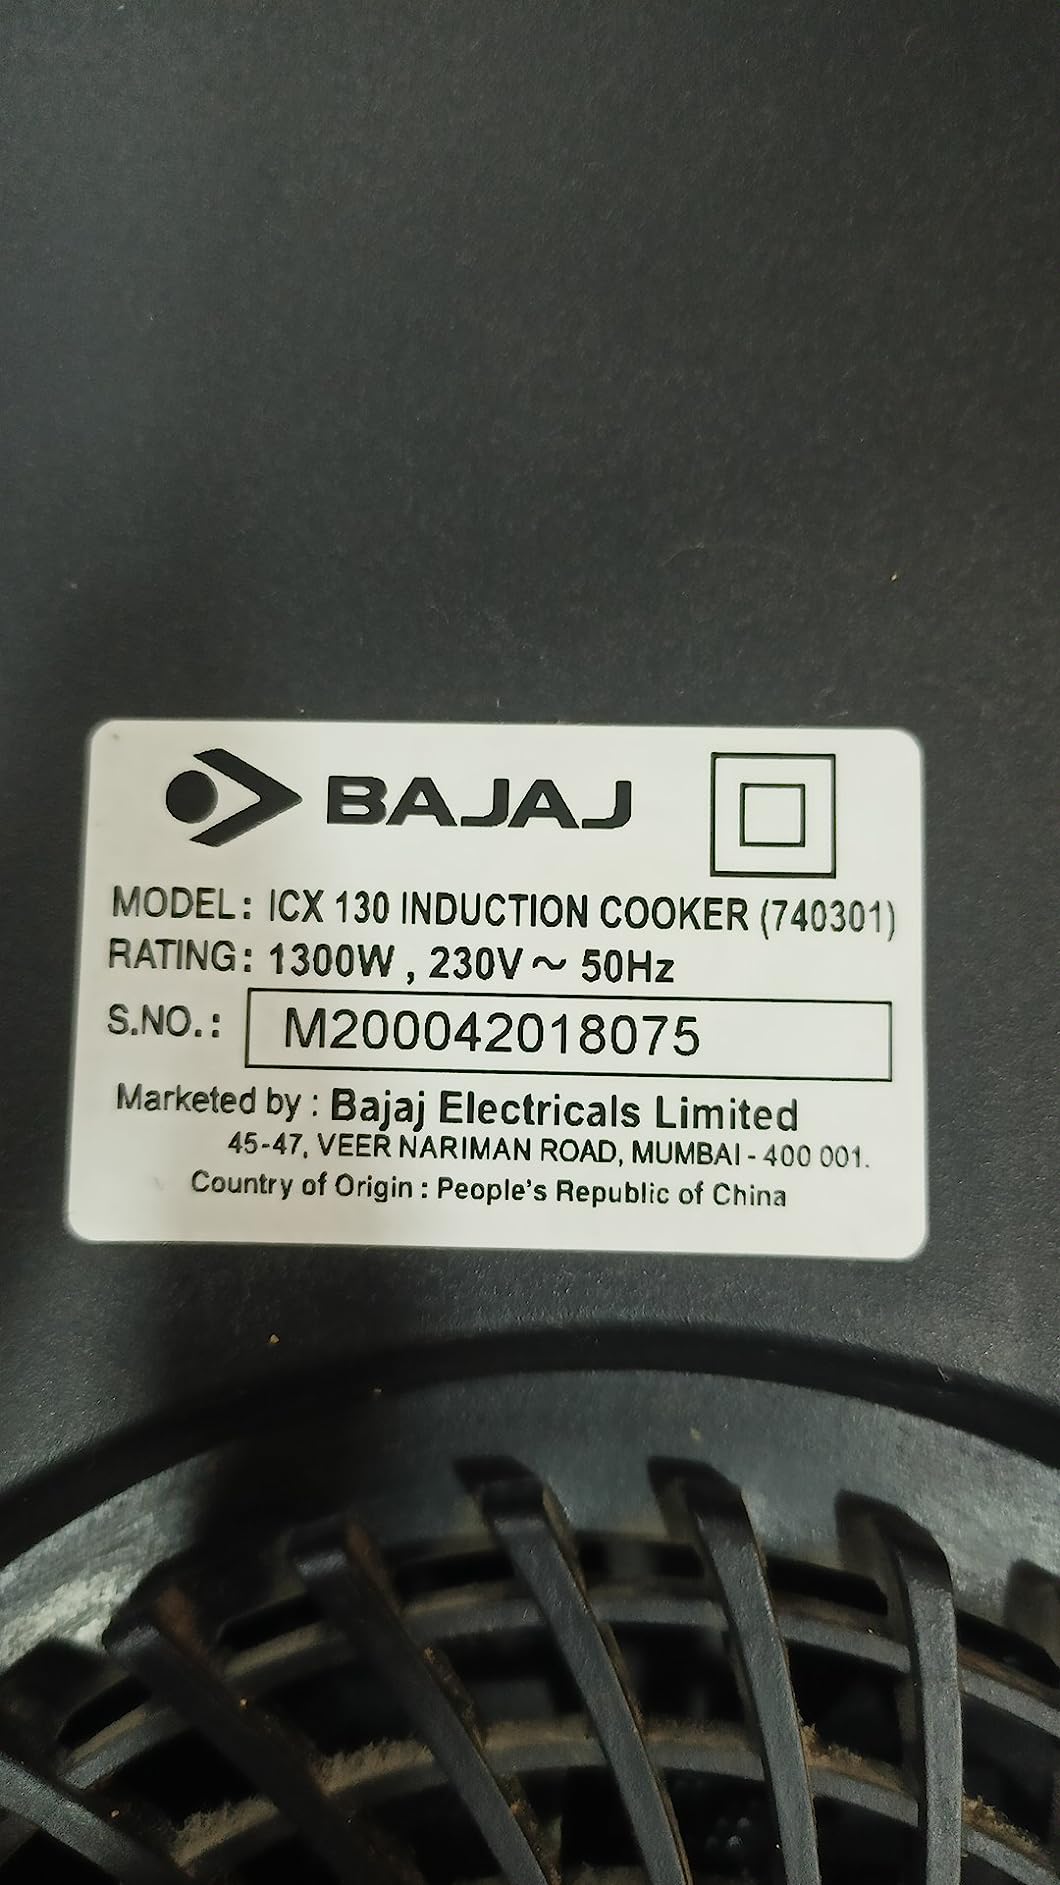 BAJAJ
MODEL: ICX 130 INDUCTION COOKER (740301)
RATING: 1300W , 230V ~ 50Hz
S.NO.: M200042018075
Marketed by : Bajaj Electricals Limited
45-47, VEER NARIMAN ROAD, MUMBAI - 400 001.
Country of Origin : People's Republic of China